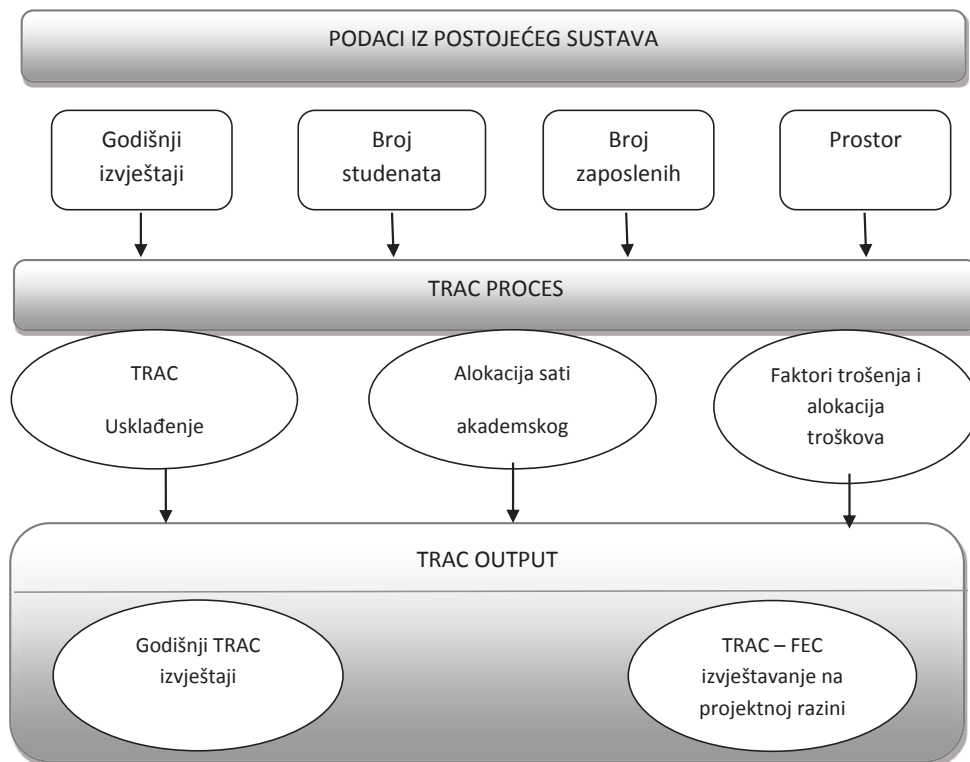 PODACI IZ POSTOJEĆEG SUSTAVA
Godišnji
izvještaji
Broj
studenata
Broj
zaposlenih
Prostor
TRAC PROCES
TRAC
Usklađenje
Alokacija sati
akademskog
Faktori trošenja i
alokacija
troškova
TRAC OUTPUT
Godišnji TRAC
izvještaji
TRAC – FEC
izvještavanje na
projektnoj razini